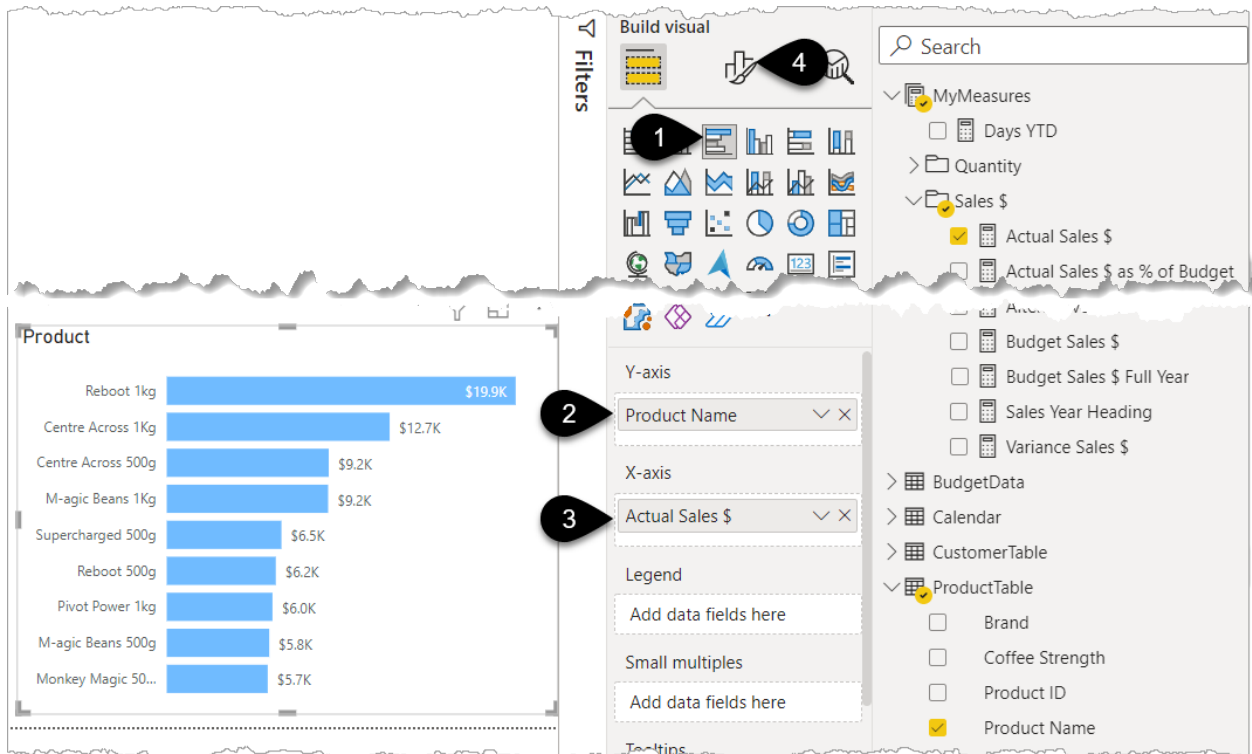 Filters
Build visual
1
4
123
Search
MyMeasures
Days YTD
Quantity
Sales $
Actual Sales $
Actual Sales $ as % of Budget
Product
Reboot 1kg
$19.9K
Centre Across 1Kg
$12.7K
Centre Across 500g
$9.2K
M-agic Beans 1Kg
$9.2K
Supercharged 500g
$6.5K
Reboot 500g
$6.2K
Pivot Power 1kg
$6.0K
M-agic Beans 500g
$5.8K
Monkey Magic 50...
$5.7K
Y-axis
2
Product Name
X-axis
3
Actual Sales $
Legend
Add data fields here
Small multiples
Add data fields here
Tooltips
Budget Sales $
Budget Sales $ Full Year
Sales Year Heading
Variance Sales $
BudgetData
Calendar
CustomerTable
ProductTable
Brand
Coffee Strength
Product ID
Product Name